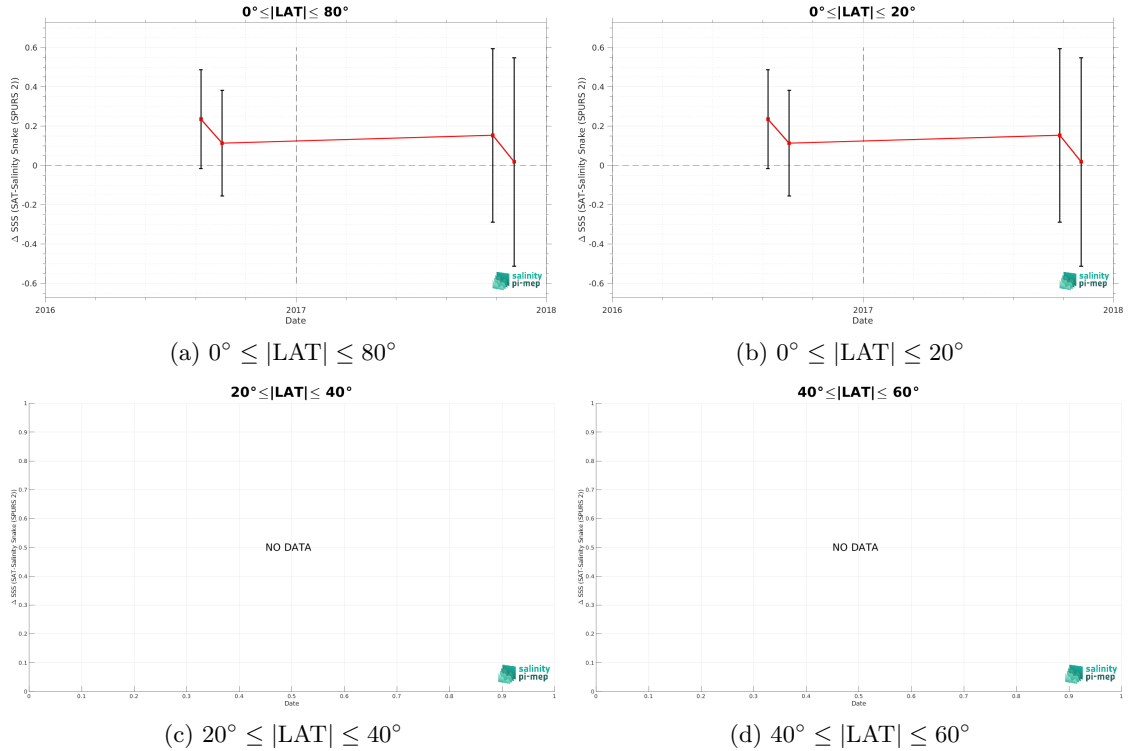 0°≤|LAT|≤ 80°
Δ SSS (SAT-Salinity Snake (SPURS 2))
0.6
0.4
0.2
0
-0.2
-0.4
-0.6
2016
2017
2018
Date
salinity
pi-mep
(a) 0° ≤ |LAT| ≤ 80°
0°≤|LAT|≤ 20°
Δ SSS (SAT-Salinity Snake (SPURS 2))
0.6
0.4
0.2
0
-0.2
-0.4
-0.6
2016
2017
2018
Date
salinity
pi-mep
(b) 0° ≤ |LAT| ≤ 20°
20°≤|LAT|≤ 40°
Δ SSS (SAT-Salinity Snake (SPURS 2))
1
0.9
0.8
0.7
0.6
0.5
0.4
0.3
0.2
0.1
0
NO DATA
0 0.1 0.2 0.3 0.4 0.5 0.6 0.7 0.8 0.9 1
Date
salinity
pi-mep
(c) 20° ≤ |LAT| ≤ 40°
40°≤|LAT|≤ 60°
Δ SSS (SAT-Salinity Snake (SPURS 2))
1
0.9
0.8
0.7
0.6
0.5
0.4
0.3
0.2
0.1
0
NO DATA
0 0.1 0.2 0.3 0.4 0.5 0.6 0.7 0.8 0.9 1
Date
salinity
pi-mep
(d) 40° ≤ |LAT| ≤ 60°